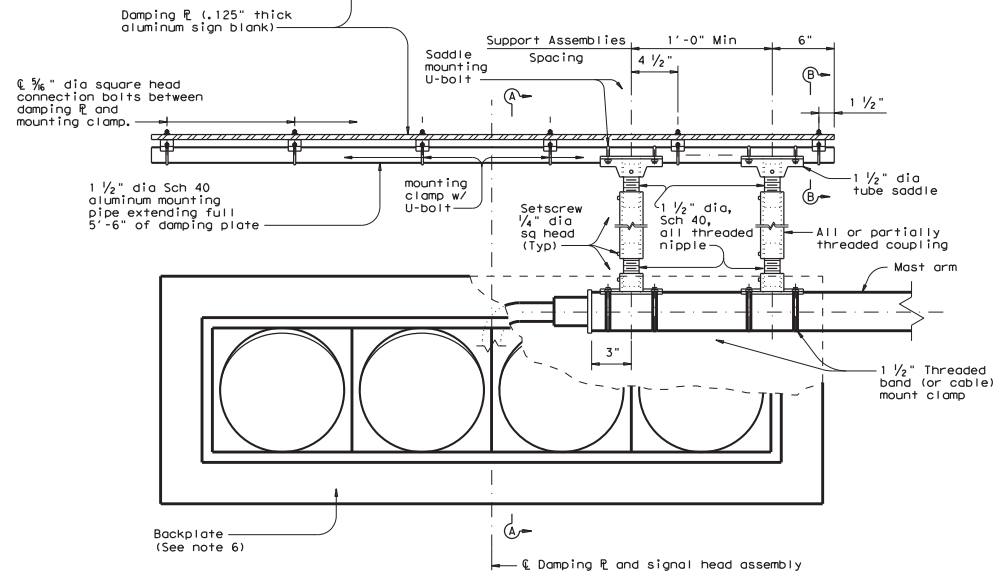 Damping ℙ (.125" thick
aluminum sign blank)
Support Assemblies
Spacing
1'-0" Min
6"
4 ½"
Saddle
mounting
U-bolt
A
B
1 ½"
℄ 5⁄16" dia square head
connection bolts between
damping ℙ and
mounting clamp.
1 ½" dia Sch 40
aluminum mounting
pipe extending full
5'-6" of damping plate
mounting
clamp w/
U-bolt
Setscrew
¼" dia
sq head
(Typ)
1 ½" dia,
Sch 40,
all threaded
nipple
B
1 ½" dia
tube saddle
All or partially
threaded coupling
Mast arm
3"
1 ½" Threaded
band (or cable)
mount clamp
Backplate
(See note 6)
A
℄ Damping ℙ and signal head assembly